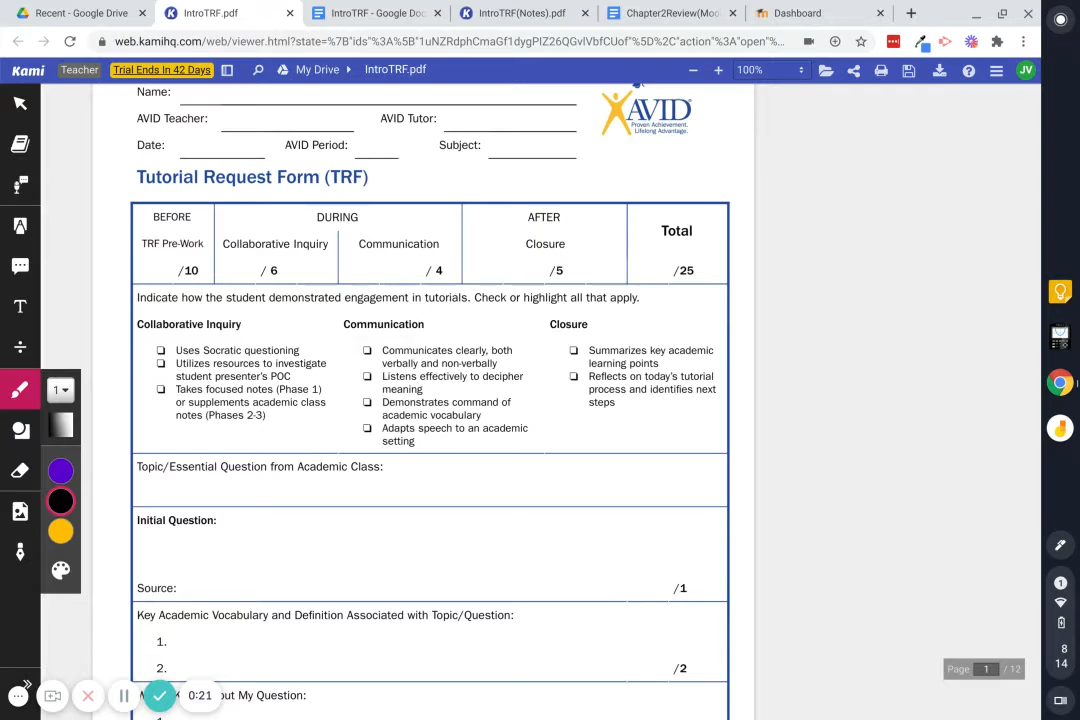 Recent - Google Drive
IntroTRF.pdf
IntroTRF - Google Doc
IntroTRF(Notes).pdf
Chapter2Review(Moo
Dashboard
web.kamihq.com/web/viewer.html?state=%7B"ids"%3A%5B"1uNZRdphCmaGf1dygPIZ26QGvlVbfCUof"%5D%2C"action"%3A"open"%...
Kami
Teacher
Trial Ends In 42 Days
My Drive
IntroTRF.pdf
100%
JV
Name:
AVID
Proven Achievement.
Lifelong Advantage.
AVID Teacher:
AVID Tutor:
Date:
AVID Period:
Subject:
Tutorial Request Form (TRF)
BEFORE
DURING
AFTER
Total
TRF Pre-Work
Collaborative Inquiry
Communication
Closure
/10
/ 6
/ 4
/5
/25
Indicate how the student demonstrated engagement in tutorials. Check or highlight all that apply.
Collaborative Inquiry
Uses Socratic questioning
Utilizes resources to investigate
student presenter's POC
Takes focused notes (Phase 1)
or supplements academic class
notes (Phases 2-3)
Communication
Communicates clearly, both
verbally and non-verbally
Listens effectively to decipher
meaning
Demonstrates command of
academic vocabulary
Adapts speech to an academic
setting
Closure
Summarizes key academic
learning points
Reflects on today's tutorial
process and identifies next
steps
Topic/Essential Question from Academic Class:
Initial Question:
Source:
/1
Key Academic Vocabulary and Definition Associated with Topic/Question:
1.
2.
/2
out My Question:
T
1
Page 1 / 12
0:21
1
8
14